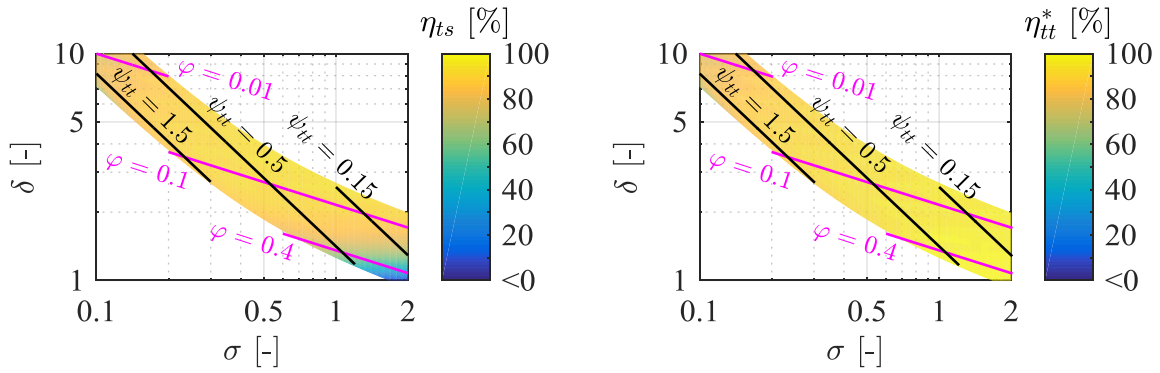 η_ts [%]
10
5
1
δ [-]
0.1
0.5
1
2
σ [-]
φ = 0.01
φ = 0.1
φ = 0.4
ψ_tt = 1.5
ψ_tt = 0.5
ψ_tt = 0.15
100
80
60
40
20
<0
η*_tt [%]
10
5
1
δ [-]
0.1
0.5
1
2
σ [-]
φ = 0.01
φ = 0.1
φ = 0.4
ψ_tt = 1.5
ψ_tt = 0.5
ψ_tt = 0.15
100
80
60
40
20
<0